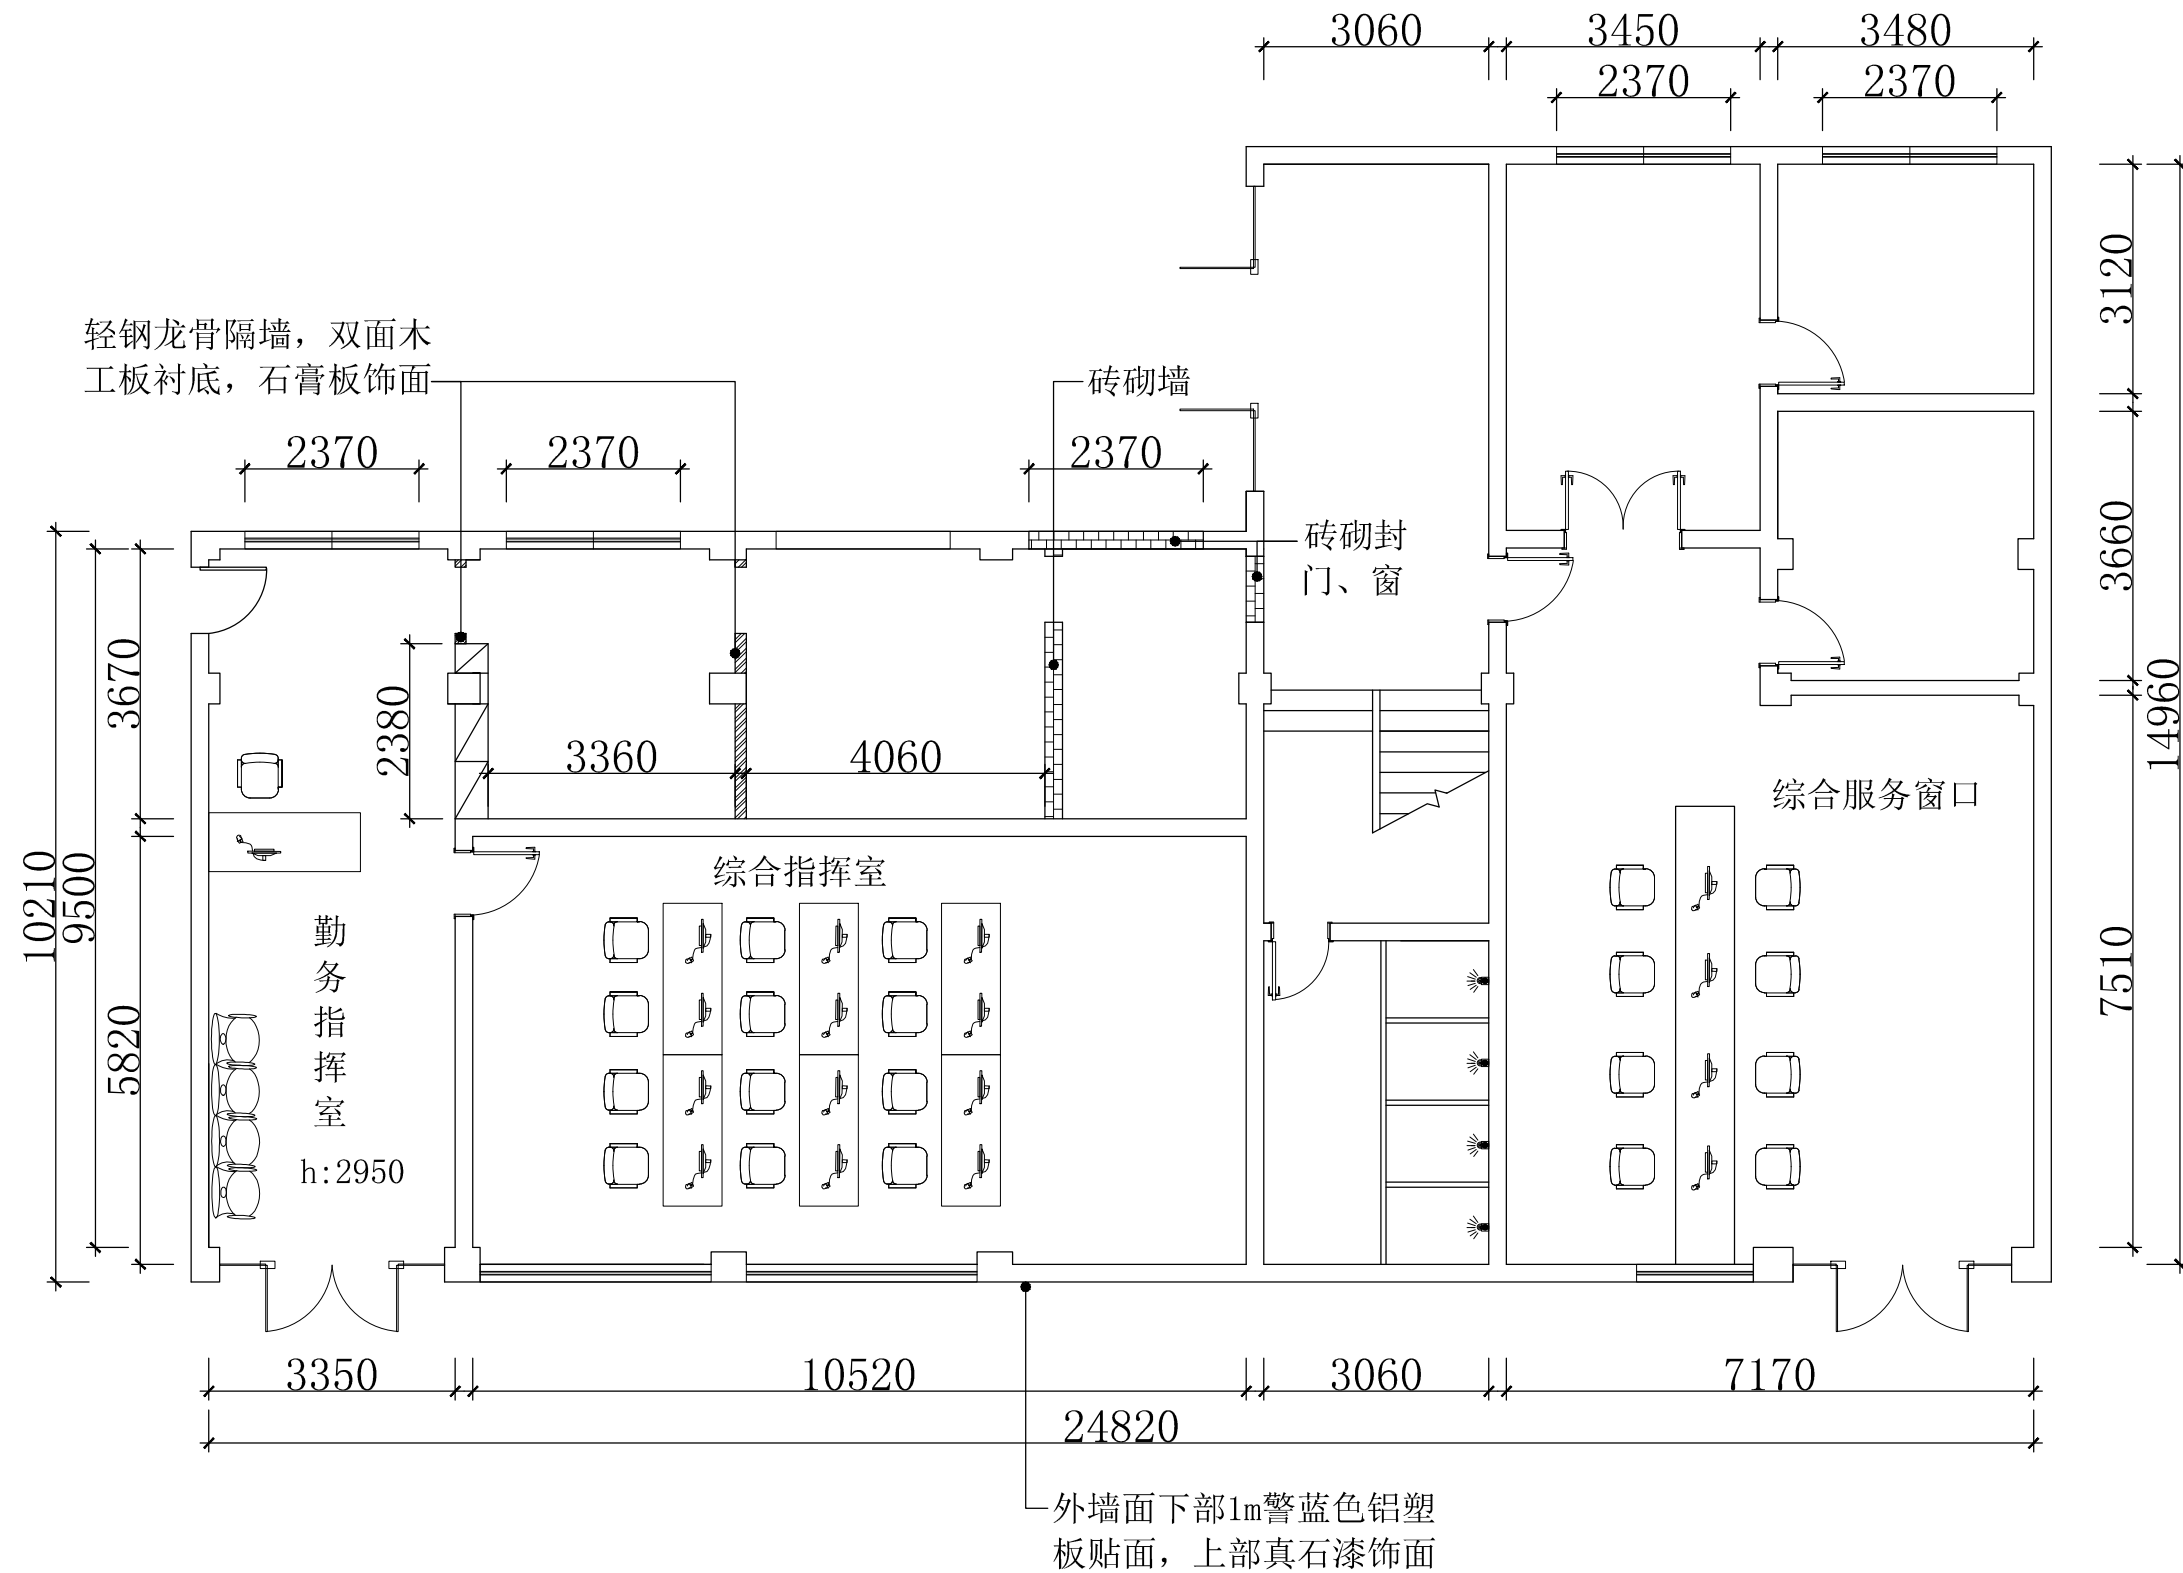 3060
3450
3480
2370
2370
3120
轻钢龙骨隔墙，双面木
工板衬底，石膏板饰面
砖砌墙
2370
2370
2370
砖砌封
门、窗
3660
3670
2380
14960
3360
4060
综合服务窗口
10210
9500
综合指挥室
勤
务
指
挥
室
h:2950
5820
7510
3350
10520
3060
7170
24820
外墙面下部1m警蓝色铝塑
板贴面，上部真石漆饰面